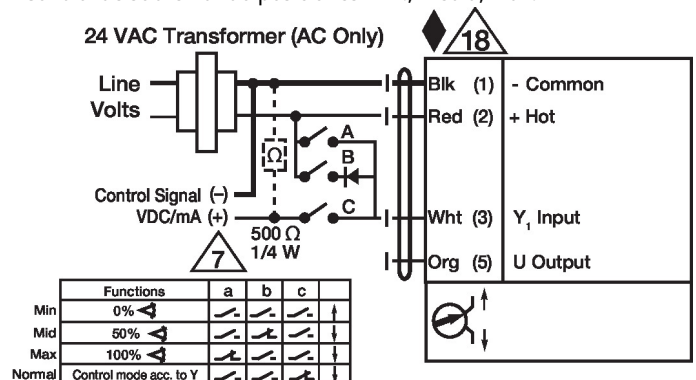 24 VAC Transformer (AC Only)
18
Line
Volts
Blk (1) - Common
Red (2) + Hot
A
B
C
Ω
Control Signal (–)
VDC/mA (+)
500 Ω
1/4 W
7
Wht (3) Y1 Input
Org (5) U Output
Functions a b c
Min 0%
Mid 50%
Max 100%
Normal Control mode acc. to Y